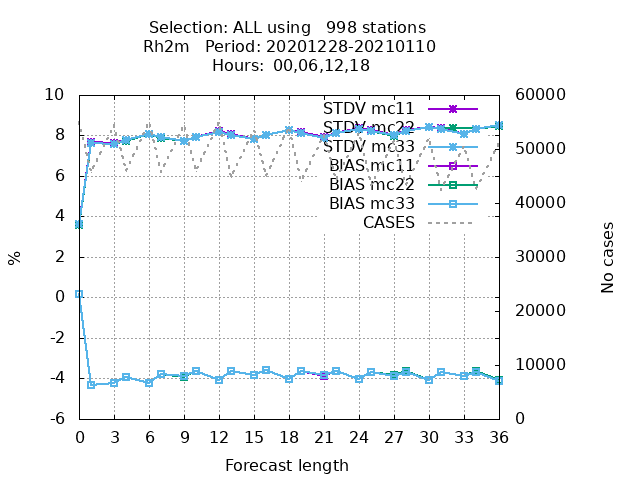 Selection: ALL using   998 stations
Rh2m   Period: 20201228-20210110
Hours:  00,06,12,18
10
8
6
4
2
0
-2
-4
-6
%
60000
50000
40000
30000
20000
10000
0
No cases
STDV mc11
STDV mc22
STDV mc33
BIAS mc11
BIAS mc22
BIAS mc33
CASES
0 3 6 9 12 15 18 21 24 27 30 33 36
Forecast length